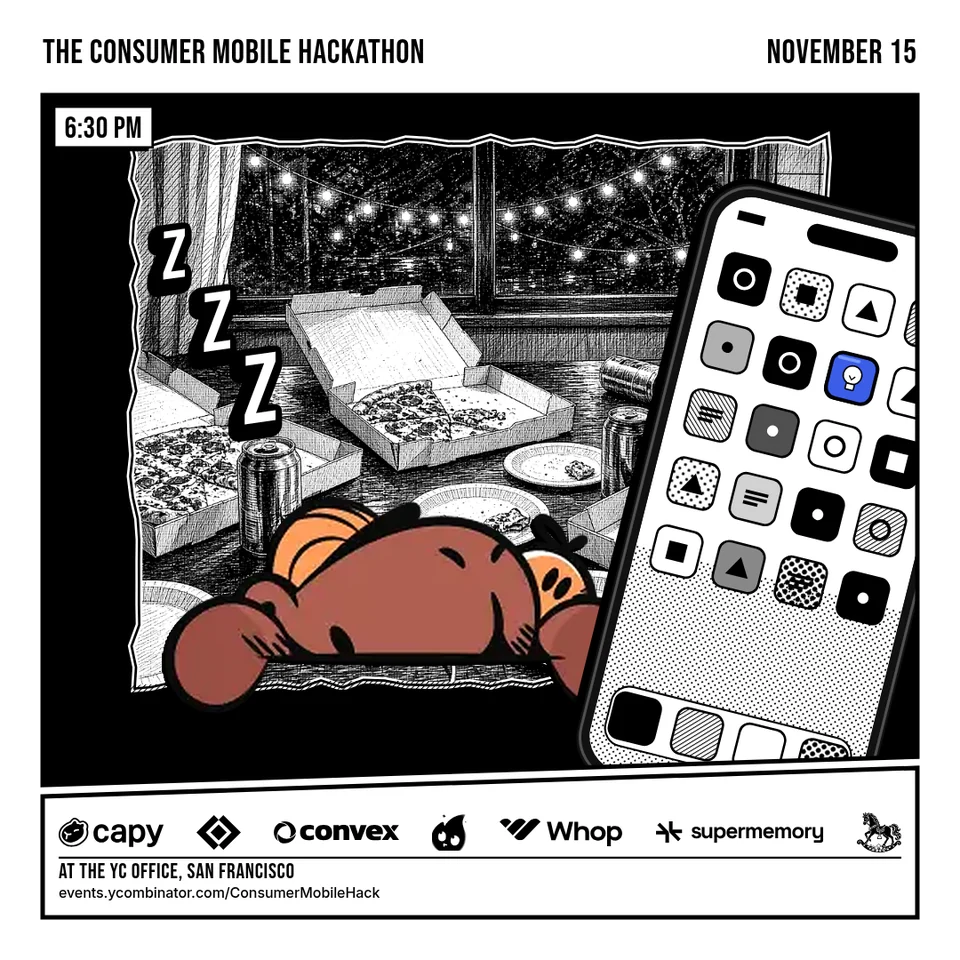 THE CONSUMER MOBILE HACKATHON
NOVEMBER 15
6:30 PM
Z
Z
Z
capy
convex
Whop
supermemory
AT THE YC OFFICE, SAN FRANCISCO
events.ycombinator.com/ConsumerMobileHack